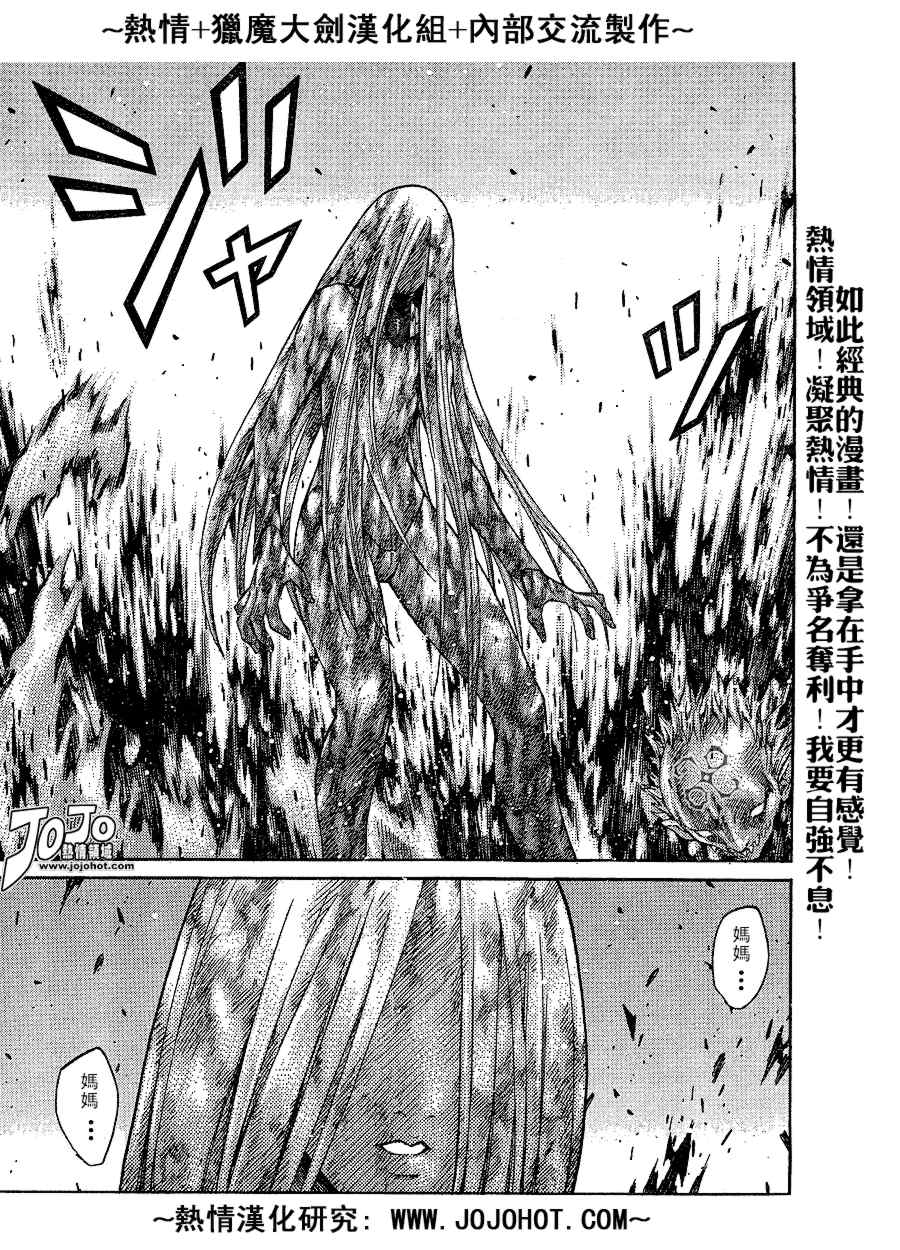 ~熱情+獵魔大劍漢化組+內部交流製作~
如此經典的漫畫!還是拿在手中才更有感覺!
熱情領域!凝聚熱情!不為爭名奪利!我要自強不息!
ヤ
ツ
JOJO
熱情領域
www.jojohot.com
媽媽…
媽媽…
~熱情漢化研究: WWW.JOJOHOT.COM~